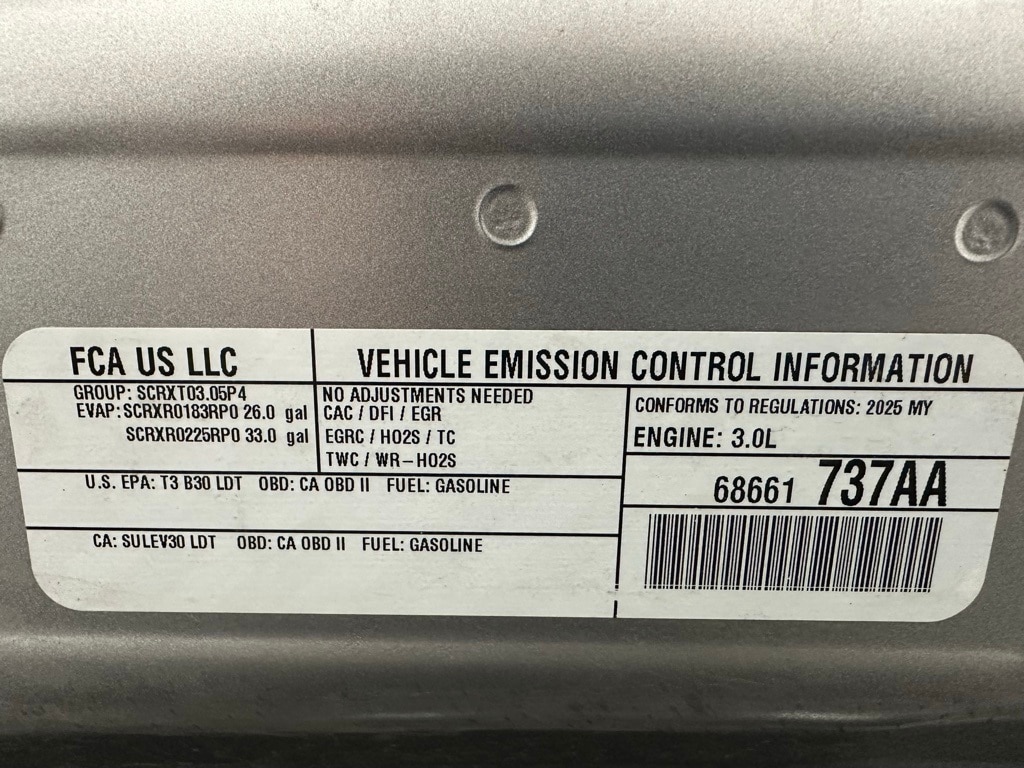 FCA US LLC
VEHICLE EMISSION CONTROL INFORMATION
GROUP: SCRXT03.05P4
EVAP: SCRXR0183RP0 26.0 gal
SCRXR0225RP0 33.0 gal
NO ADJUSTMENTS NEEDED
CAC / DFI / EGR
EGRC / HO2S / TC
TWC / WR-HO2S
CONFORMS TO REGULATIONS: 2025 MY
ENGINE: 3.0L
68661 737AA
U.S. EPA: T3 B30 LDT OBD: CA OBD II FUEL: GASOLINE
CA: SULEV30 LDT OBD: CA OBD II FUEL: GASOLINE